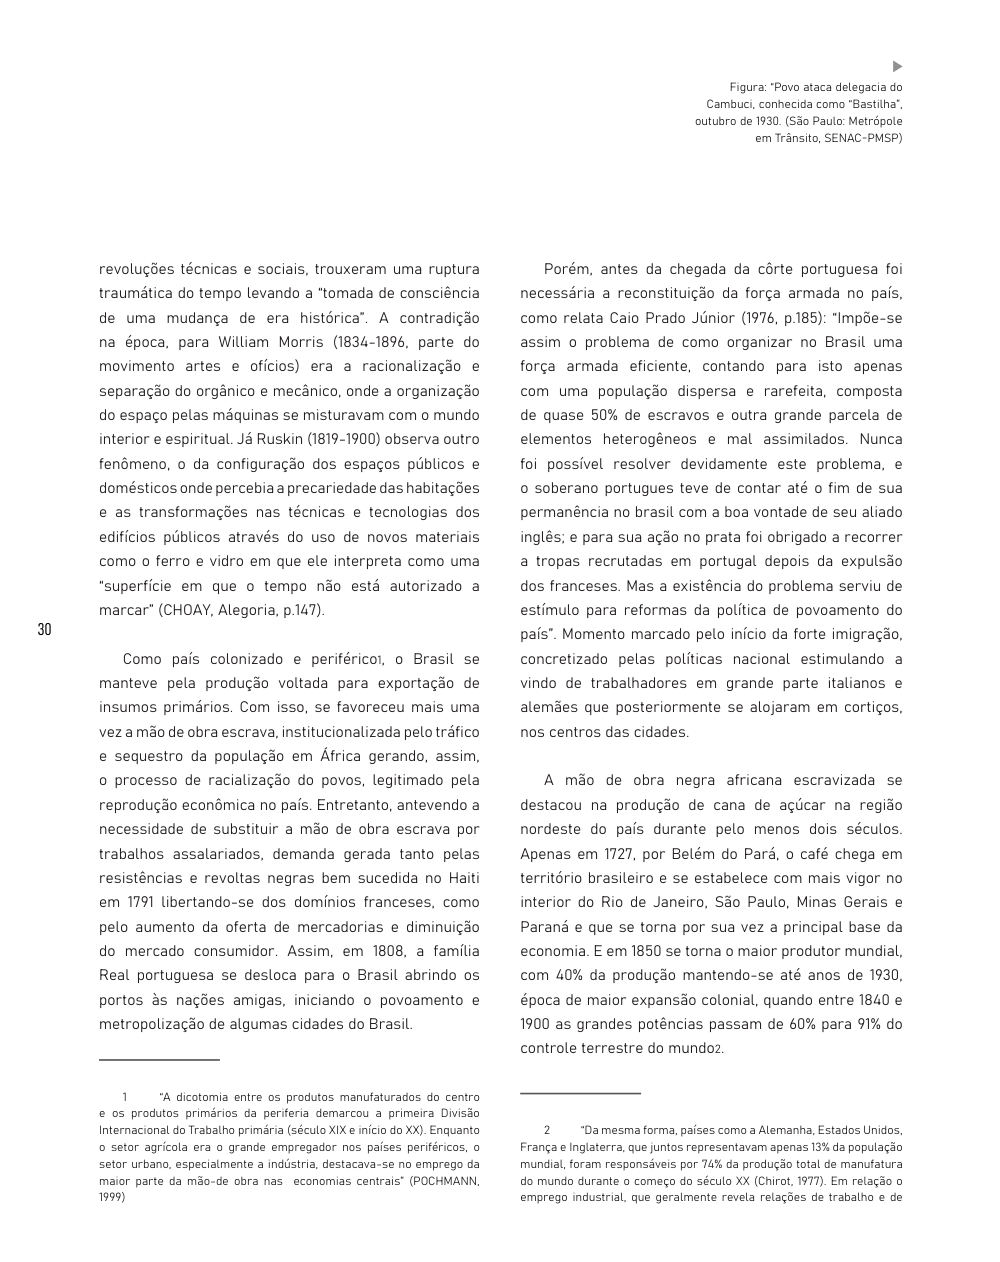 ▶
Figura: “Povo ataca delegacia do
Cambuci, conhecida como “Bastilha”,
outubro de 1930. (São Paulo: Metrópole
em Trânsito, SENAC-PMSP)
revoluções técnicas e sociais, trouxeram uma ruptura
traumática do tempo levando a “tomada de consciência
de uma mudança de era histórica”. A contradição
na época, para William Morris (1834-1896, parte do
movimento artes e ofícios) era a racionalização e
separação do orgânico e mecânico, onde a organização
do espaço pelas máquinas se misturavam com o mundo
interior e espiritual. Já Ruskin (1819-1900) observa outro
fenômeno, o da configuração dos espaços públicos e
domésticos onde percebia a precariedade das habitações
e as transformações nas técnicas e tecnologias dos
edifícios públicos através do uso de novos materiais
como o ferro e vidro em que ele interpreta como uma
“superfície em que o tempo não está autorizado a
marcar” (CHOAY, Alegoria, p.147).
30
Como país colonizado e periférico1, o Brasil se
manteve pela produção voltada para exportação de
insumos primários. Com isso, se favoreceu mais uma
vez a mão de obra escrava, institucionalizada pelo tráfico
e sequestro da população em África gerando, assim,
o processo de racialização do povos, legitimado pela
reprodução econômica no país. Entretanto, antevendo a
necessidade de substituir a mão de obra escrava por
trabalhos assalariados, demanda gerada tanto pelas
resistências e revoltas negras bem sucedida no Haiti
em 1791 libertando-se dos domínios franceses, como
pelo aumento da oferta de mercadorias e diminuição
do mercado consumidor. Assim, em 1808, a família
Real portuguesa se desloca para o Brasil abrindo os
portos às nações amigas, iniciando o povoamento e
metropolização de algumas cidades do Brasil.
1 “A dicotomia entre os produtos manufaturados do centro
e os produtos primários da periferia demarcou a primeira Divisão
Internacional do Trabalho primária (século XIX e início do XX). Enquanto
o setor agrícola era o grande empregador nos países periféricos, o
setor urbano, especialmente a indústria, destacava-se no emprego da
maior parte da mão-de obra nas economias centrais” (POCHMANN,
1999)
Porém, antes da chegada da côrte portuguesa foi
necessária a reconstituição da força armada no país,
como relata Caio Prado Júnior (1976, p.185): “Impõe-se
assim o problema de como organizar no Brasil uma
força armada eficiente, contando para isto apenas
com uma população dispersa e rarefeita, composta
de quase 50% de escravos e outra grande parcela de
elementos heterogêneos e mal assimilados. Nunca
foi possível resolver devidamente este problema, e
o soberano portugues teve de contar até o fim de sua
permanência no brasil com a boa vontade de seu aliado
inglês; e para sua ação no prata foi obrigado a recorrer
a tropas recrutadas em portugal depois da expulsão
dos franceses. Mas a existência do problema serviu de
estímulo para reformas da política de povoamento do
país”. Momento marcado pelo início da forte imigração,
concretizado pelas políticas nacional estimulando a
vindo de trabalhadores em grande parte italianos e
alemães que posteriormente se alojaram em cortiços,
nos centros das cidades.
A mão de obra negra africana escravizada se
destacou na produção de cana de açúcar na região
nordeste do país durante pelo menos dois séculos.
Apenas em 1727, por Belém do Pará, o café chega em
território brasileiro e se estabelece com mais vigor no
interior do Rio de Janeiro, São Paulo, Minas Gerais e
Paraná e que se torna por sua vez a principal base da
economia. E em 1850 se torna o maior produtor mundial,
com 40% da produção mantendo-se até anos de 1930,
época de maior expansão colonial, quando entre 1840 e
1900 as grandes potências passam de 60% para 91% do
controle terrestre do mundo2.
2 “Da mesma forma, países como a Alemanha, Estados Unidos,
França e Inglaterra, que juntos representavam apenas 13% da população
mundial, foram responsáveis por 74% da produção total de manufatura
do mundo durante o começo do século XX (Chirot, 1977). Em relação o
emprego industrial, que geralmente revela relações de trabalho e de